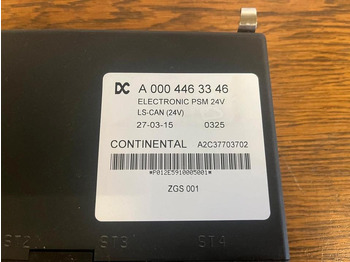 DC A 000 446 33 46
ELECTRONIC PSM 24V
LS-CAN (24V)
27-03-15 0325
CONTINENTAL A2C37703702
*P012E5910005001*
ZGS 001
ST2 ST3 ST4